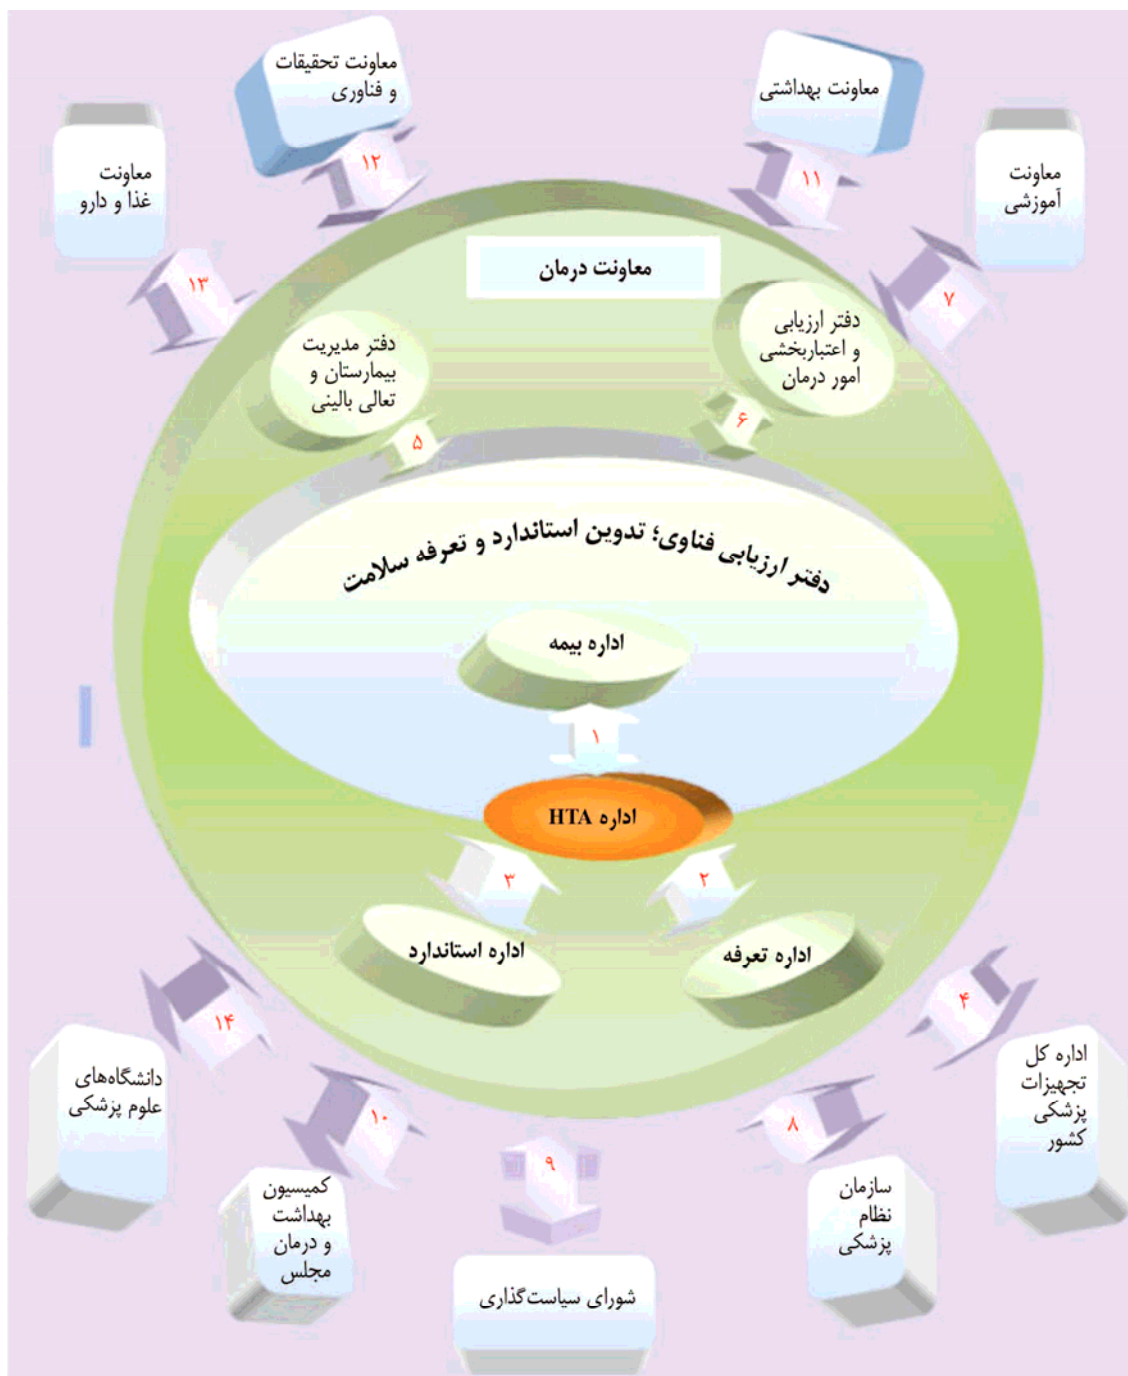 معاونت تحقیقات
و فناوری
معاونت بهداشتی
معاونت
غذا و دارو
معاونت
آموزشی
۱۲
۱۱
۱۳
۷
معاونت درمان
دفتر مدیریت
بیمارستان و
تعالی بالینی
دفتر ارزیابی
و اعتباربخشی
امور درمان
۵
۶
دفتر ارزیابی فناوی؛ تدوین استاندارد و تعرفه سلامت
اداره بیمه
۱
اداره HTA
۳
۲
اداره استاندارد
اداره تعرفه
۱۴
۴
دانشگاه‌های
علوم پزشکی
اداره کل
تجهیزات
پزشکی
کشور
۱۰
۸
۹
کمیسیون
بهداشت
و درمان
مجلس
سازمان
نظام
پزشکی
شورای سیاست‌گذاری